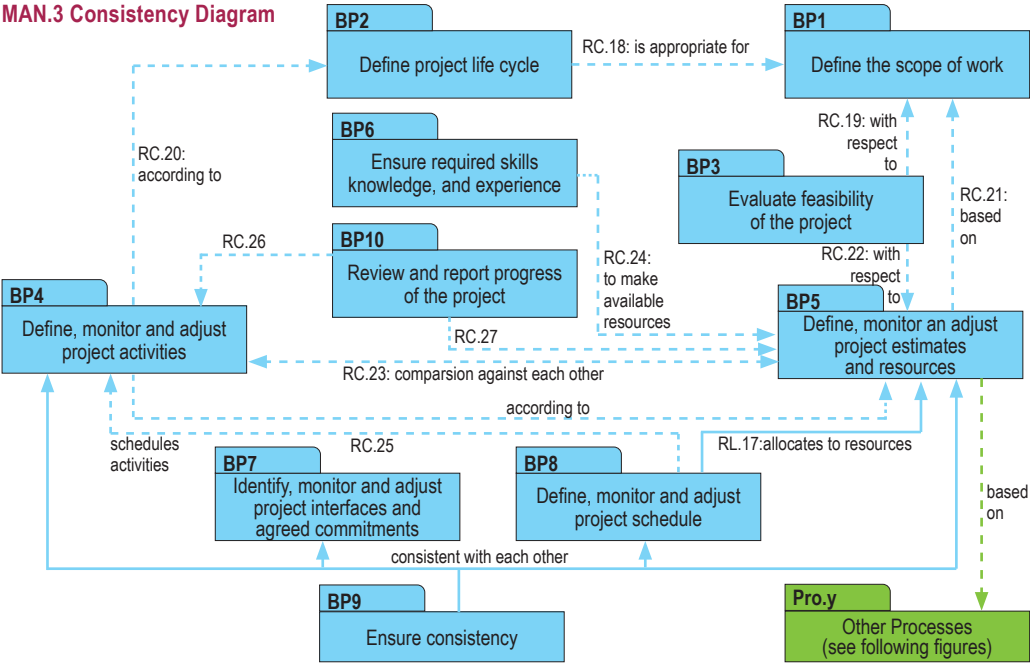 MAN.3 Consistency Diagram
BP2
Define project life cycle
RC.18: is appropriate for
BP1
Define the scope of work
RC.20:
according to
BP6
Ensure required skills
knowledge, and experience
RC.19: with
respect
to
BP3
Evaluate feasibility
of the project
RC.21:
based
on
RC.26
BP10
Review and report progress
of the project
RC.24:
to make
available
resources
RC.22: with
respect
to
BP4
Define, monitor and adjust
project activities
RC.27
BP5
Define, monitor an adjust
project estimates
and resources
RC.23: comparsion against each other
according to
schedules
activities
RC.25
RL.17:allocates to resources
BP7
Identify, monitor and adjust
project interfaces and
agreed commitments
BP8
Define, monitor and adjust
project schedule
based
on
consistent with each other
BP9
Ensure consistency
Pro.y
Other Processes
(see following figures)